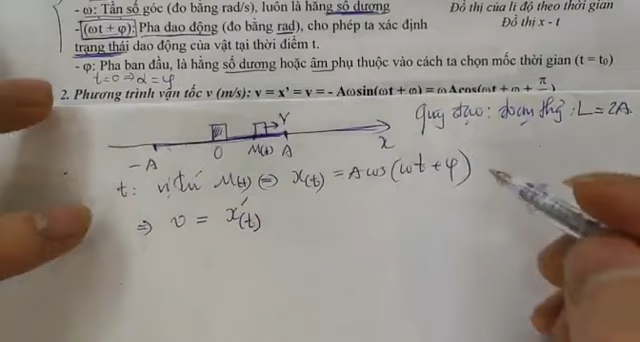 - ω: Tần số góc (đo bằng rad/s), luôn là hằng số dương
- (ωt + φ): Pha dao động (đo bằng rad), cho phép ta xác định
trạng thái dao động của vật tại thời điểm t.
- φ: Pha ban đầu, là hằng số dương hoặc âm phụ thuộc vào cách ta chọn mốc thời gian (t = t₀)
Đồ thị của li độ theo thời gian
Đồ thị x - t
t=0 ⇒ α = φ
2. Phương trình vận tốc v (m/s): v = x' = v = - Aωsin(ωt + φ) = ωAcos(ωt + φ + π/2)
Quỹ đạo: đoạn thẳng: L = 2A.
V
-A O M(t) A x
t: vị trí M(t) ⇔ x(t) = A cos(ωt + φ)
⇒ v = x'(t)